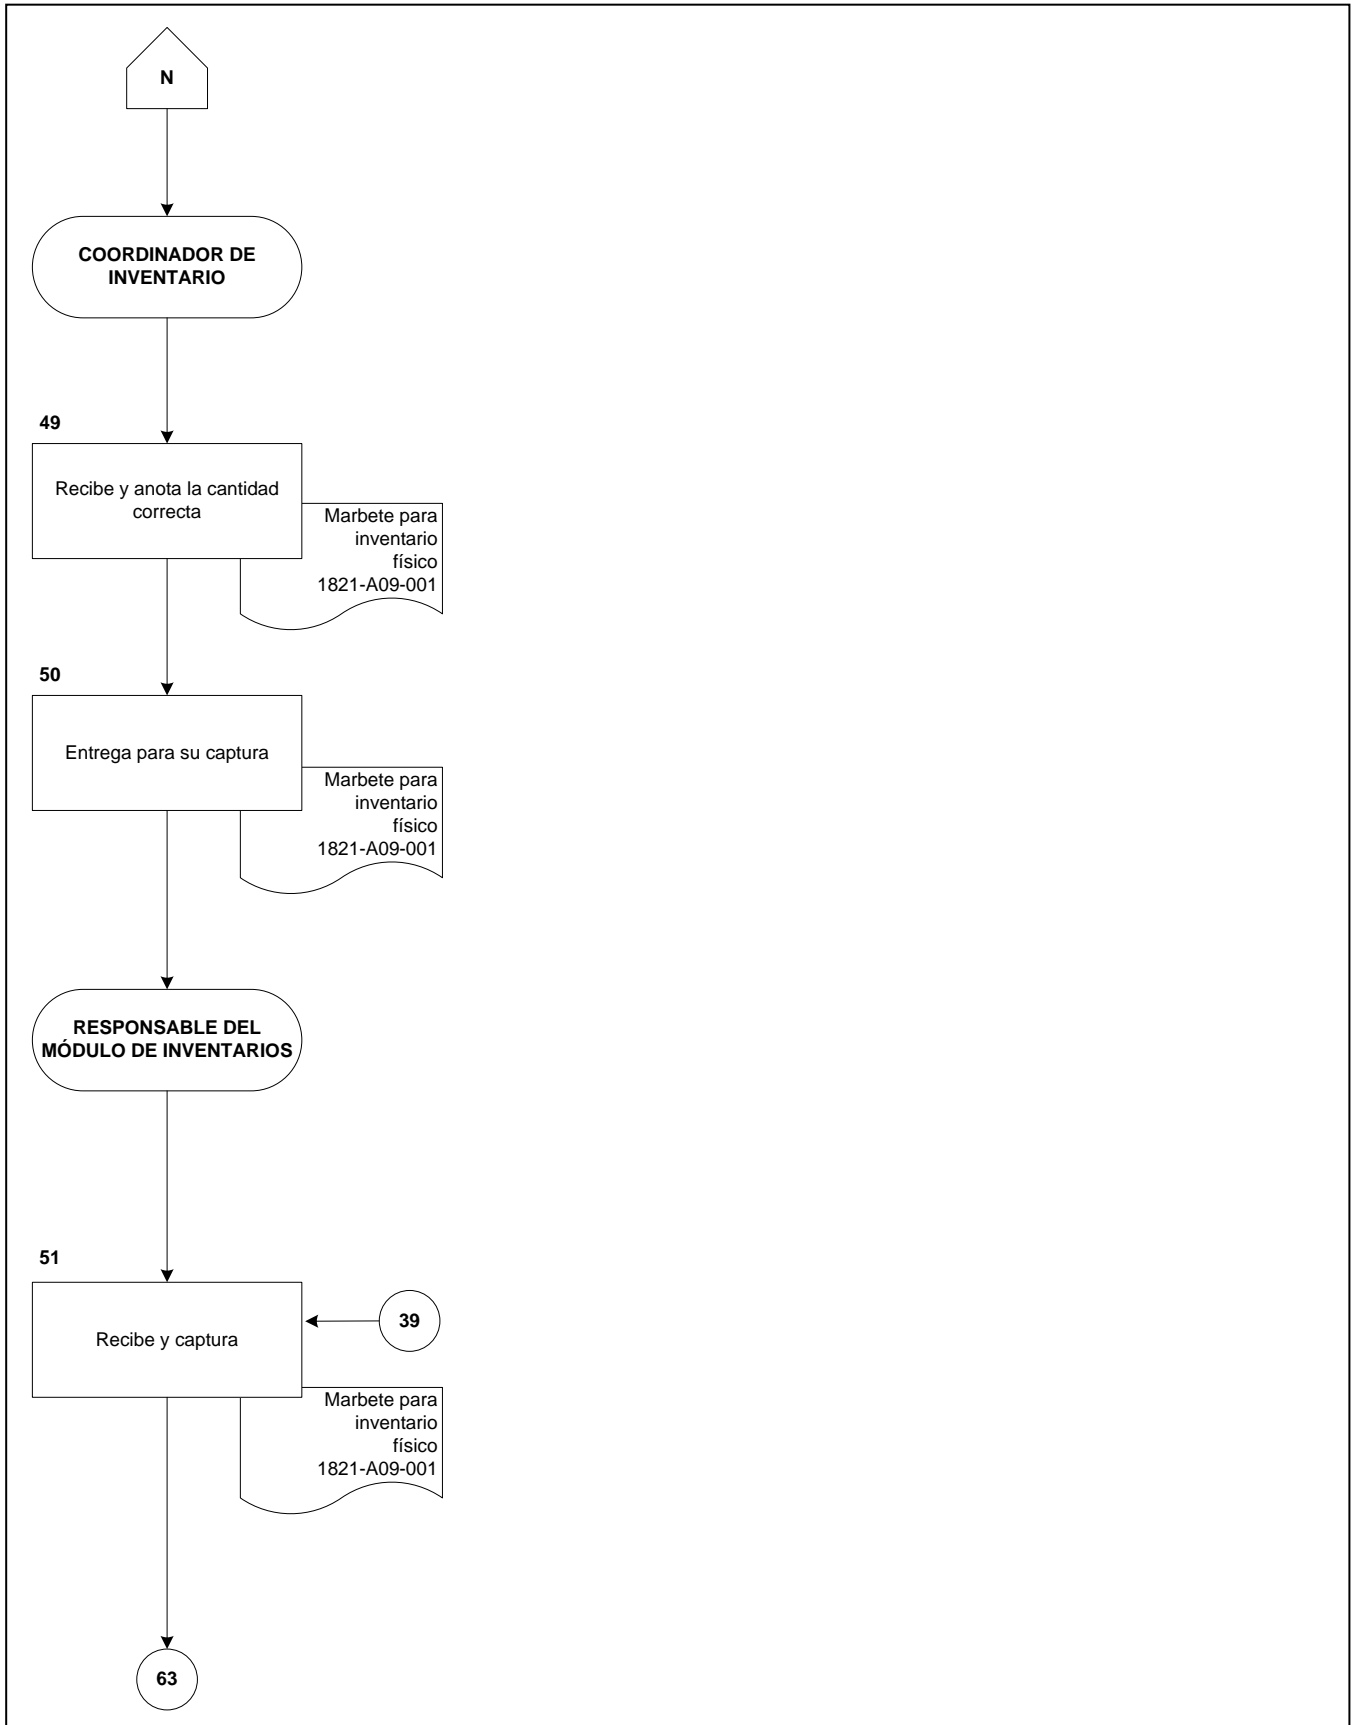 N
COORDINADOR DE
INVENTARIO
49
Recibe y anota la cantidad
correcta
Marbete para
inventario
físico
1821-A09-001
50
Entrega para su captura
Marbete para
inventario
físico
1821-A09-001
RESPONSABLE DEL
MÓDULO DE INVENTARIOS
51
Recibe y captura
39
Marbete para
inventario
físico
1821-A09-001
63